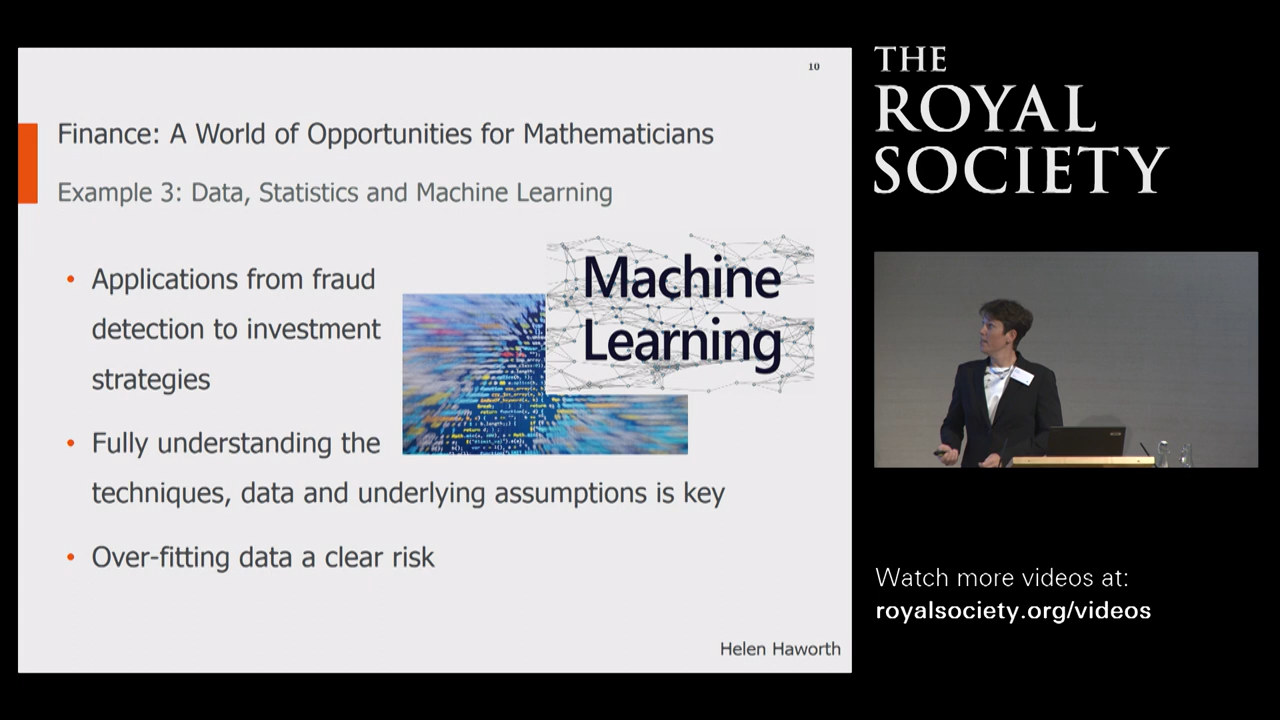 10
Finance: A World of Opportunities for Mathematicians
Example 3: Data, Statistics and Machine Learning
• Applications from fraud
detection to investment
strategies
• Fully understanding the
techniques, data and underlying assumptions is key
• Over-fitting data a clear risk
Machine
Learning
Helen Haworth
THE
ROYAL
SOCIETY
Watch more videos at:
royalsociety.org/videos